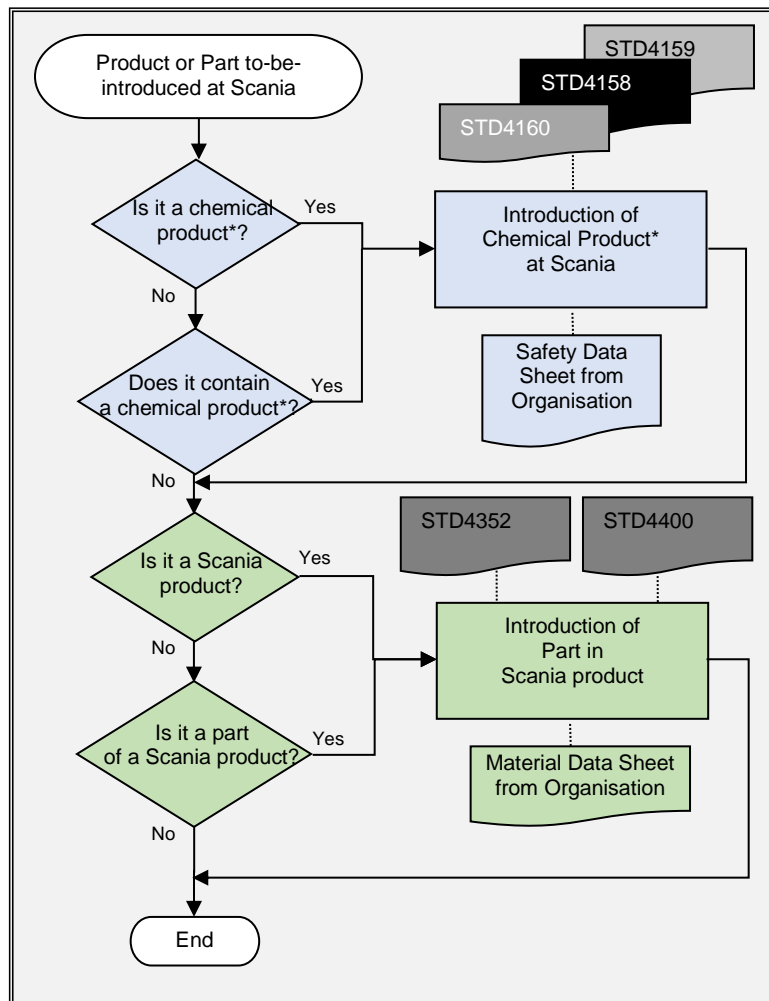 Product or Part to-be-
introduced at Scania
STD4159
STD4158
STD4160
Is it a chemical
product*?
Yes
Introduction of
Chemical Product*
at Scania
No
Does it contain
a chemical product*?
Yes
Safety Data
Sheet from
Organisation
No
STD4352
STD4400
Is it a Scania
product?
Yes
Introduction of
Part in
Scania product
No
Is it a part
of a Scania product?
Yes
Material Data Sheet
from Organisation
No
End